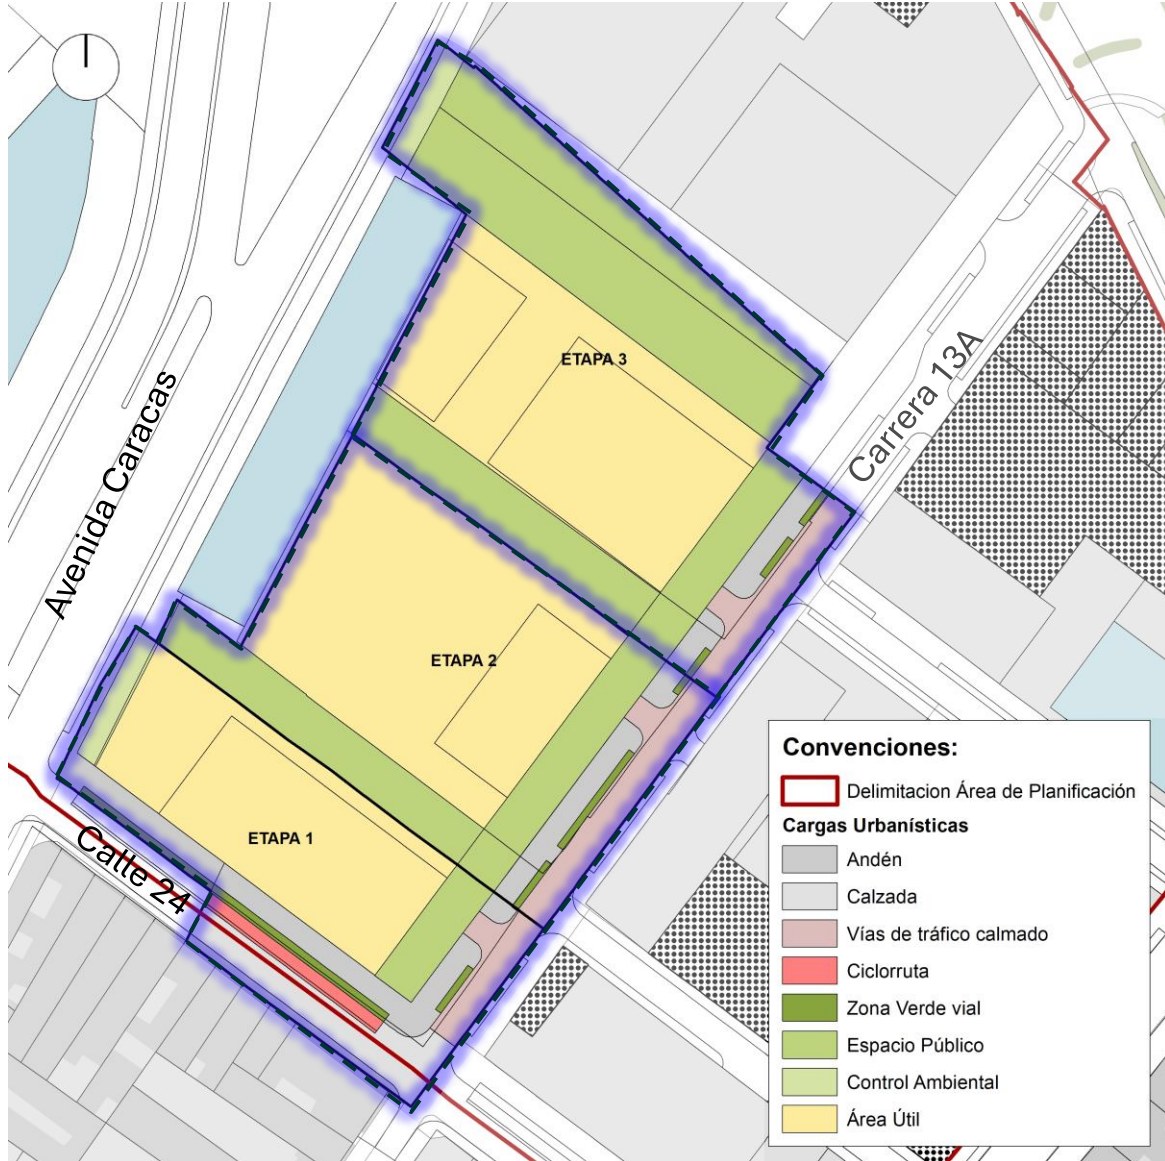 ETAPA 3
Carrera 13A
Avenida Caracas
ETAPA 2
ETAPA 1
Calle 24
Convenciones:
Delimitacion Área de Planificación
Cargas Urbanísticas
Andén
Calzada
Vías de tráfico calmado
Ciclorruta
Zona Verde vial
Espacio Público
Control Ambiental
Área Útil